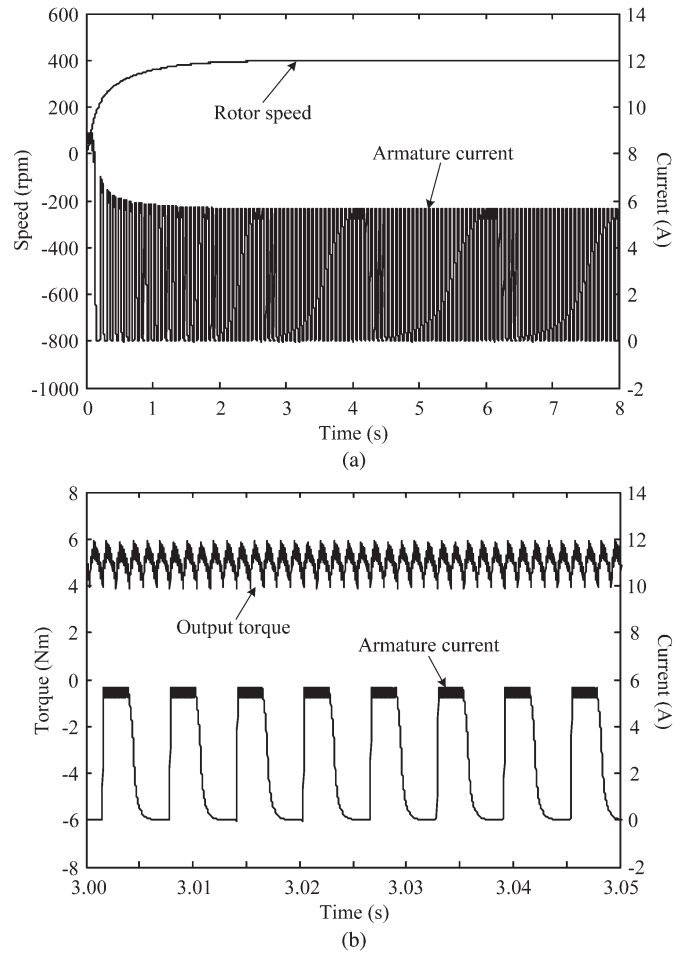 600
400
200
0
-200
-400
-600
-800
-1000
Speed (rpm)
14
12
10
8
6
4
2
0
-2
Current (A)
Rotor speed
Armature current
0 1 2 3 4 5 6 7 8
Time (s)
(a)
8
6
4
2
0
-2
-4
-6
-8
Torque (Nm)
14
12
10
8
6
4
2
0
-2
Current (A)
Output torque
Armature current
3.00 3.01 3.02 3.03 3.04 3.05
Time (s)
(b)